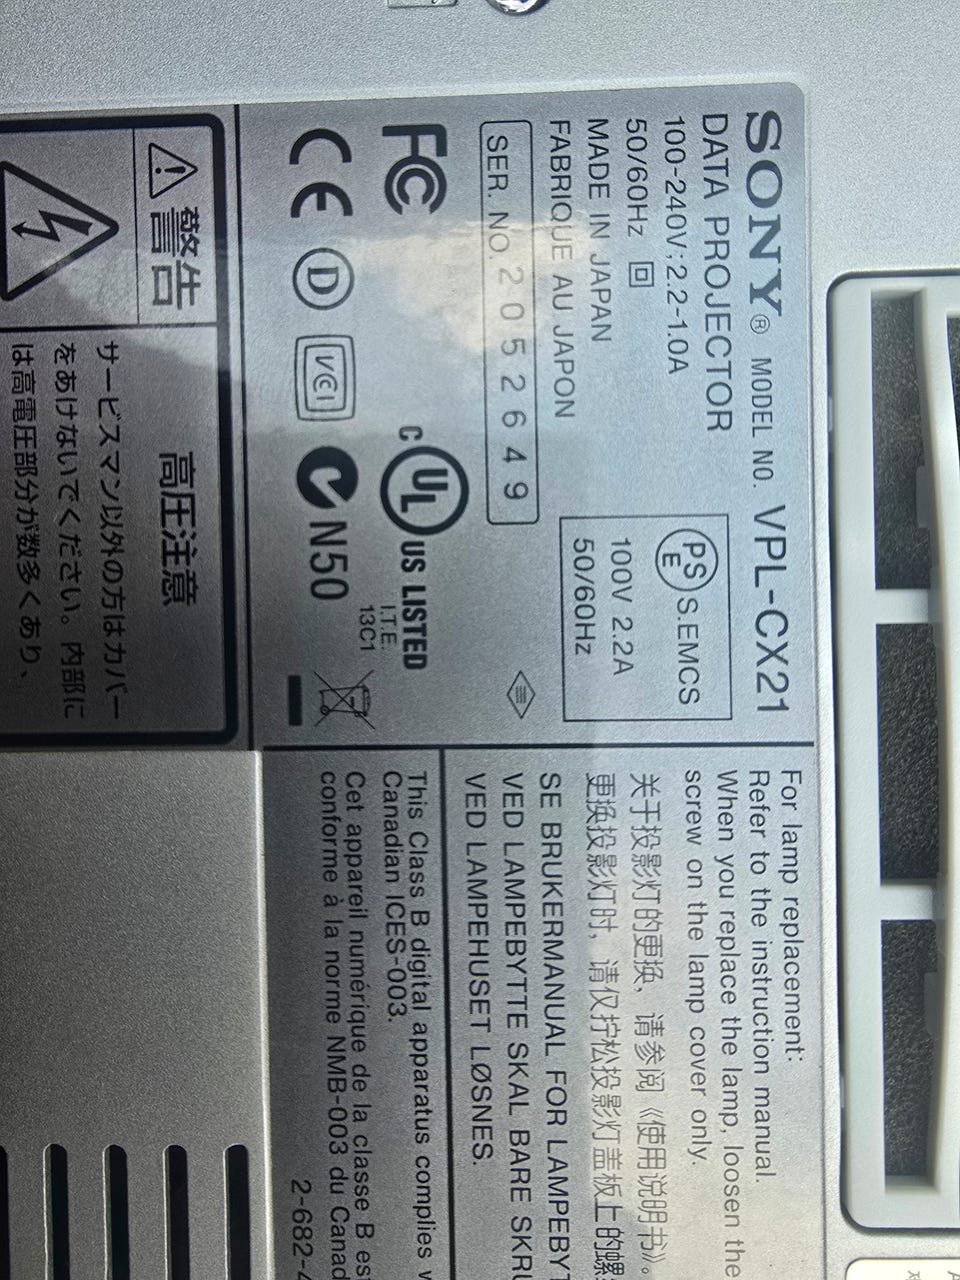 SONY® MODEL NO. VPL-CX21
DATA PROJECTOR
100-240V~2.2-1.0A
50/60Hz
MADE IN JAPAN
FABRIQUE AU JAPON
SER. NO. 2052649
PSE S.EMCS
100V 2.2A
50/60Hz
FC
C UL US LISTED
I.T.E.
13C1
CE D VCI N50
For lamp replacement:
Refer to the instruction manual.
When you replace the lamp, loosen the
screw on the lamp cover only.
关于投影灯的更换，请参阅《使用说明书》。
更换投影灯时，请仅拧松投影灯盖板上的螺
SE BRUKERMANUAL FOR LAMPEBYT
VED LAMPEBYTTE SKAL BARE SKRU
VED LAMPEHUSET LØSNES.
This Class B digital apparatus complies w
Canadian ICES-003.
Cet appareil numérique de la classe B es
conforme à la norme NMB-003 du Canad
2-682-4
警告
高圧注意
サービスマン以外の方はカバー
をあけないでください。内部に
は高電圧部分が数多くあり、